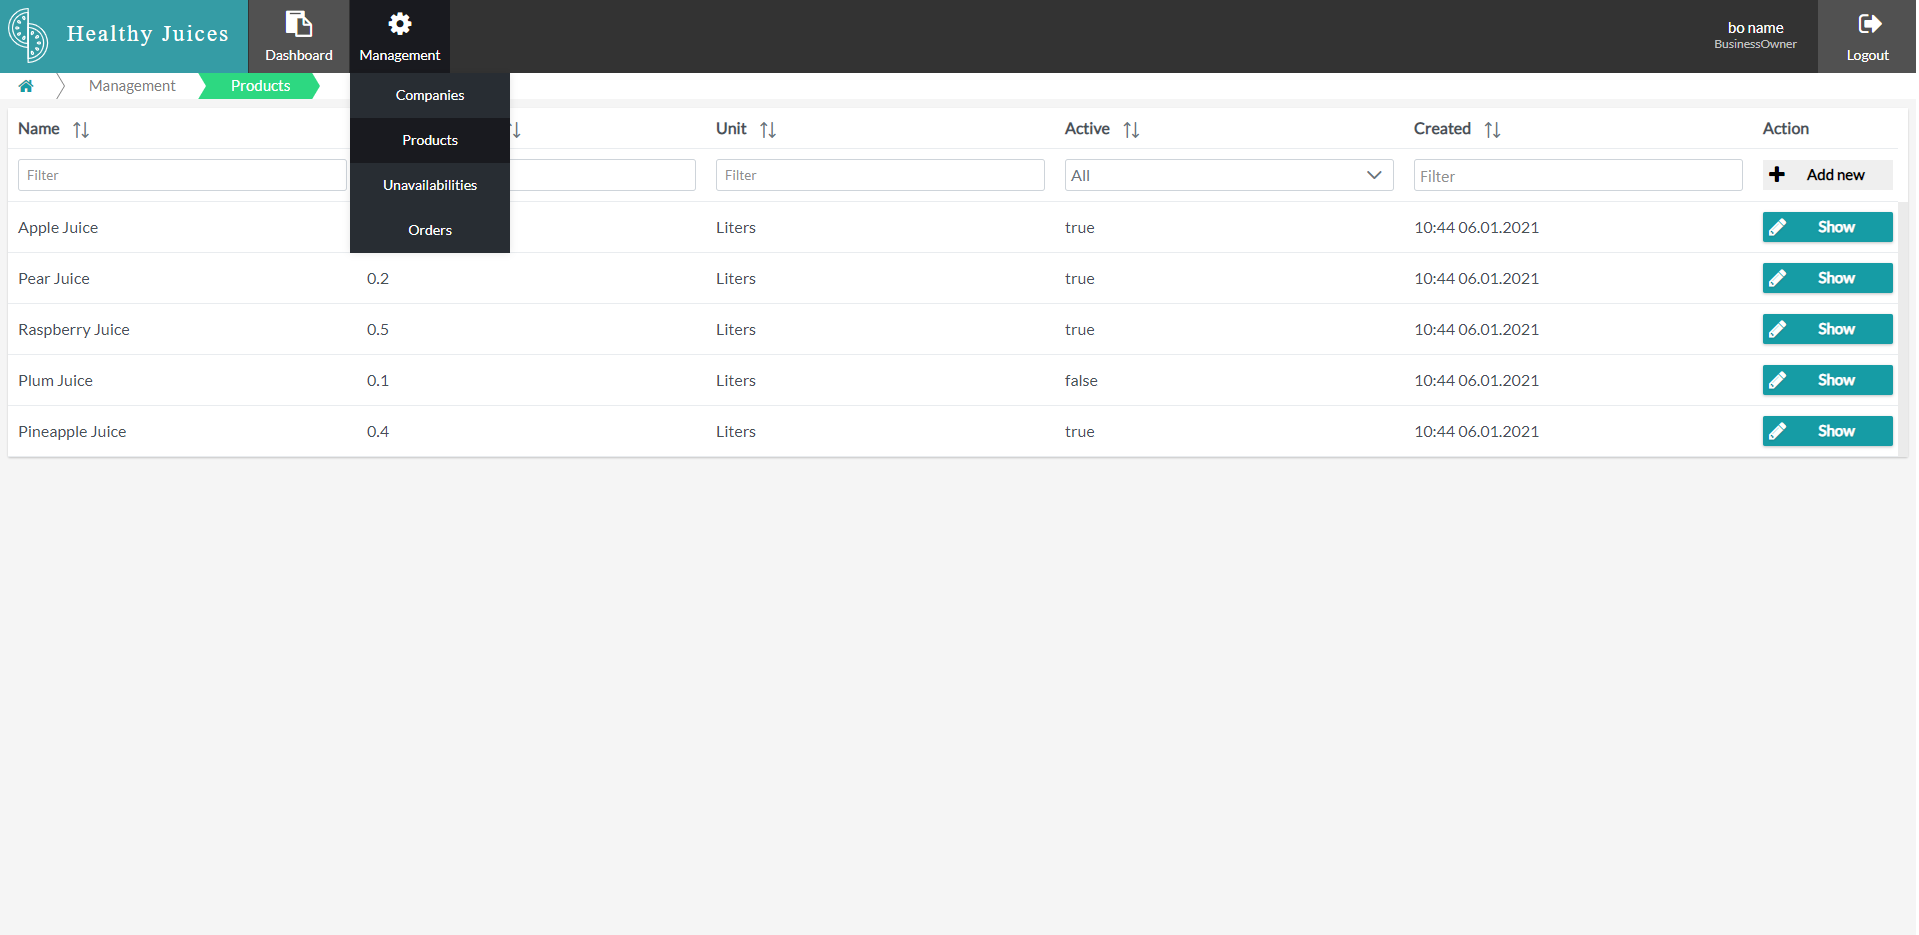 Healthy Juices
Dashboard
Management
bo name
BusinessOwner
Logout
Management
Products
Companies
Products
Unavailabilities
Orders
Name Unit Active Created Action
Filter Filter All Filter Add new
Apple Juice Liters true 10:44 06.01.2021 Show
Pear Juice 0.2 Liters true 10:44 06.01.2021 Show
Raspberry Juice 0.5 Liters true 10:44 06.01.2021 Show
Plum Juice 0.1 Liters false 10:44 06.01.2021 Show
Pineapple Juice 0.4 Liters true 10:44 06.01.2021 Show